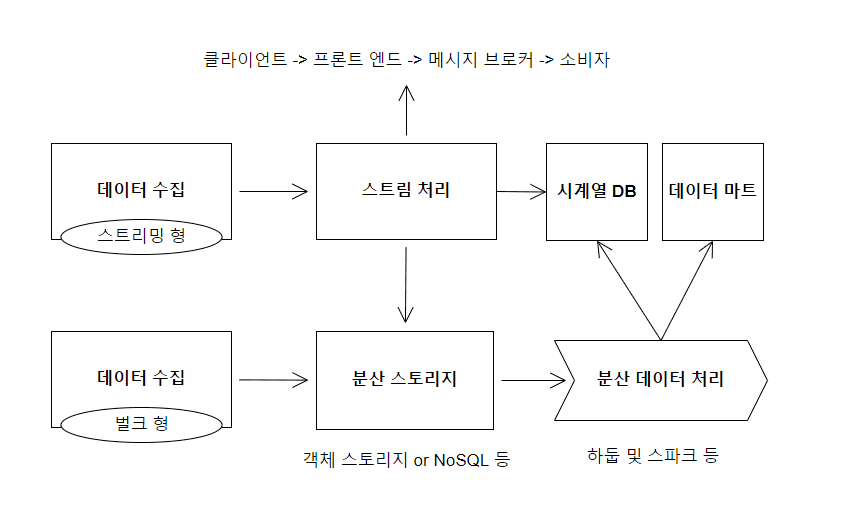 클라이언트 -> 프론트 엔드 -> 메시지 브로커 -> 소비자
데이터 수집
스트리밍 형
스트림 처리
시계열 DB
데이터 마트
데이터 수집
벌크 형
분산 스토리지
분산 데이터 처리
객체 스토리지 or NoSQL 등
하둡 및 스파크 등